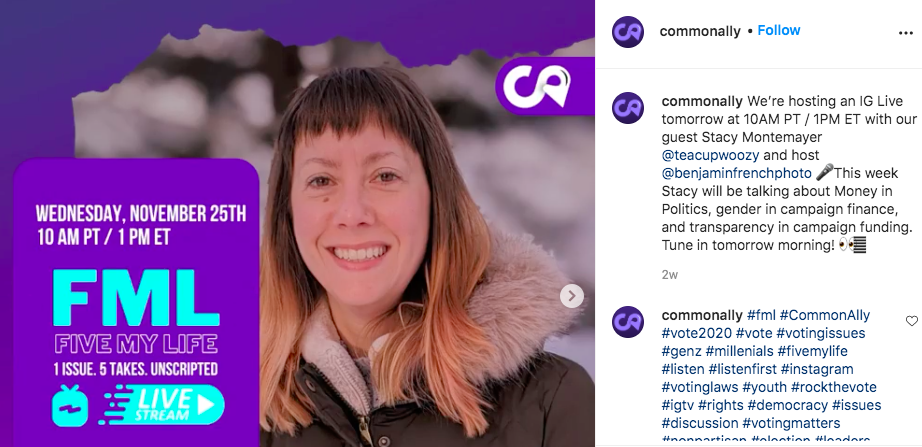 WEDNESDAY, NOVEMBER 25TH
10 AM PT / 1 PM ET
FML
FIVE MY LIFE
1 ISSUE. 5 TAKES. UNSCRIPTED
LIVE
STREAM
CA
commonally • Follow
commonally We're hosting an IG Live
tomorrow at 10AM PT / 1PM ET with our
guest Stacy Montemayer
@teacupwoozy and host
@benjaminfrenchphoto 🎤This week
Stacy will be talking about Money in
Politics, gender in campaign finance,
and transparency in campaign funding.
Tune in tomorrow morning! 👀
2w
commonally #fml #CommonAlly
#vote2020 #vote #votingissues
#genz #millenials #fivemylife
#listen #listenfirst #instagram
#votinglaws #youth #rockthevote
#igtv #rights #democracy #issues
#discussion #votingmatters
#nonpartisan #election #leaders